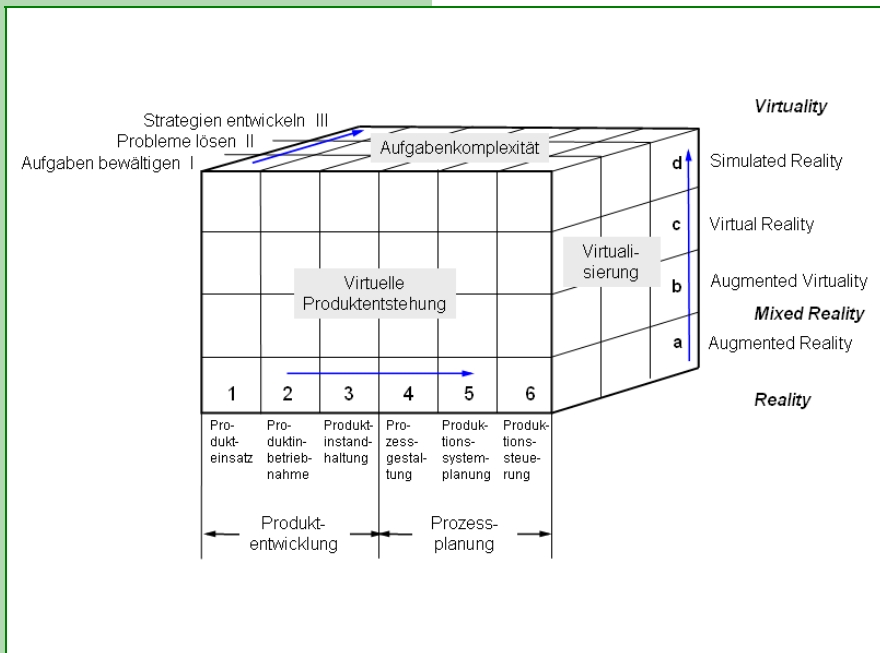 Virtuality
Strategien entwickeln III
Probleme lösen II
Aufgaben bewältigen I
Aufgabenkomplexität
d Simulated Reality
c Virtual Reality
Virtuali-
sierung
b Augmented Virtuality
Virtuelle
Produktentstehung
Mixed Reality
a Augmented Reality
Reality
1 2 3 4 5 6
Pro-
dukt-
einsatz
Pro-
duktin-
betrieb-
nahme
Produkt-
instand-
haltung
Pro-
zess-
gestal-
tung
Produk-
tions-
system-
planung
Produk-
tions-
steue-
rung
Produkt-
entwicklung
Prozess-
planung